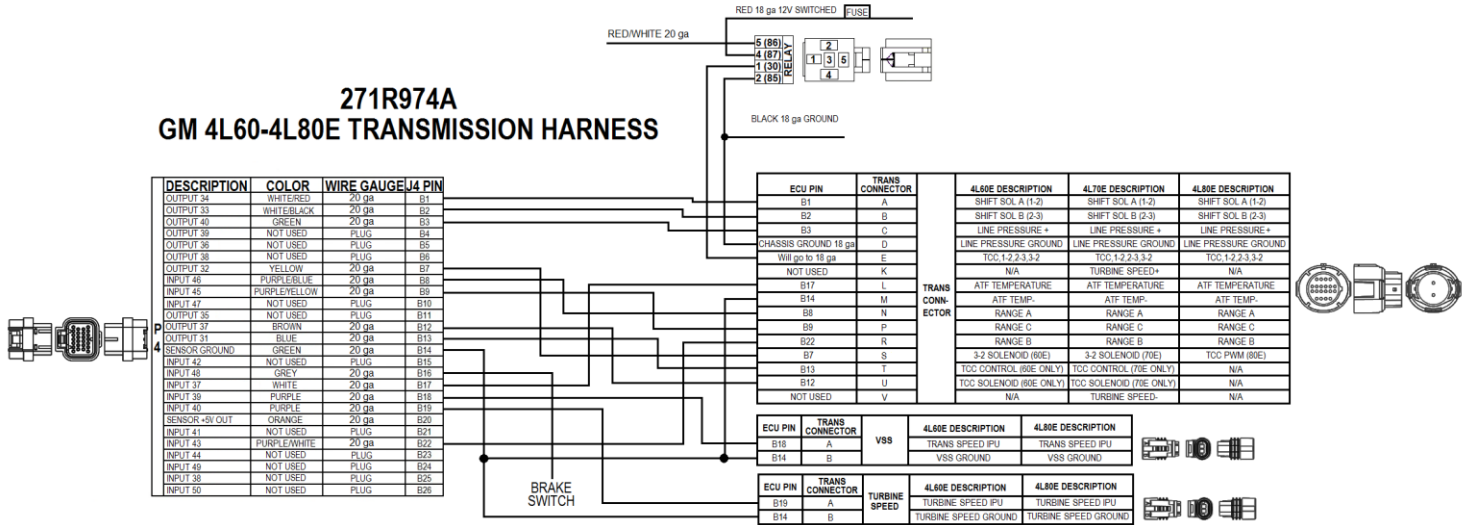 RED 18 ga 12V SWITCHED FUSE
RED/WHITE 20 ga
5 (86)
4 (87)
1 (30)
2 (85)
RELAY
2
1 3 5
4
BLACK 18 ga GROUND
271R974A
GM 4L60-4L80E TRANSMISSION HARNESS
P4
DESCRIPTION COLOR WIRE GAUGE J4 PIN
OUTPUT 34 WHITE/RED 20 ga B1
OUTPUT 33 WHITE/BLACK 20 ga B2
OUTPUT 40 GREEN 20 ga B3
OUTPUT 39 NOT USED PLUG B4
OUTPUT 36 NOT USED PLUG B5
OUTPUT 38 NOT USED PLUG B6
OUTPUT 32 YELLOW 20 ga B7
INPUT 46 PURPLE/BLUE 20 ga B8
INPUT 45 PURPLE/YELLOW 20 ga B9
INPUT 47 NOT USED PLUG B10
OUTPUT 35 NOT USED PLUG B11
OUTPUT 37 BROWN 20 ga B12
OUTPUT 31 BLUE 20 ga B13
SENSOR GROUND GREEN 20 ga B14
INPUT 42 NOT USED PLUG B15
INPUT 48 GREY 20 ga B16
INPUT 37 WHITE 20 ga B17
INPUT 39 PURPLE 20 ga B18
INPUT 40 PURPLE 20 ga B19
SENSOR +5V OUT ORANGE 20 ga B20
INPUT 41 NOT USED PLUG B21
INPUT 43 PURPLE/WHITE 20 ga B22
INPUT 44 NOT USED PLUG B23
INPUT 49 NOT USED PLUG B24
INPUT 38 NOT USED PLUG B25
INPUT 50 NOT USED PLUG B26
BRAKE
SWITCH
ECU PIN TRANS CONNECTOR 4L60E DESCRIPTION 4L70E DESCRIPTION 4L80E DESCRIPTION
B1 A SHIFT SOL A (1-2) SHIFT SOL A (1-2) SHIFT SOL A (1-2)
B2 B SHIFT SOL B (2-3) SHIFT SOL B (2-3) SHIFT SOL B (2-3)
B3 C LINE PRESSURE + LINE PRESSURE + LINE PRESSURE +
CHASSIS GROUND 18 ga D LINE PRESSURE GROUND LINE PRESSURE GROUND LINE PRESSURE GROUND
Will go to 18 ga E TCC,1-2,2-3,3-2 TCC,1-2,2-3,3-2 TCC,1-2,2-3,3-2
NOT USED K N/A TURBINE SPEED+ N/A
B17 L ATF TEMPERATURE ATF TEMPERATURE ATF TEMPERATURE
B14 M ATF TEMP- ATF TEMP- ATF TEMP-
B8 N RANGE A RANGE A RANGE A
B9 P RANGE C RANGE C RANGE C
B22 R RANGE B RANGE B RANGE B
B7 S 3-2 SOLENOID (60E) 3-2 SOLENOID (70E) TCC PWM (80E)
B13 T TCC CONTROL (60E ONLY) TCC CONTROL (70E ONLY) N/A
B12 U TCC SOLENOID (60E ONLY) TCC SOLENOID (70E ONLY) N/A
NOT USED V N/A TURBINE SPEED- N/A
TRANS
CONN-
ECTOR
ECU PIN TRANS CONNECTOR VSS 4L60E DESCRIPTION 4L80E DESCRIPTION
B18 A TRANS SPEED IPU TRANS SPEED IPU
B14 B VSS GROUND VSS GROUND
ECU PIN TRANS CONNECTOR TURBINE SPEED 4L60E DESCRIPTION 4L80E DESCRIPTION
B19 A TURBINE SPEED IPU TURBINE SPEED IPU
B14 B TURBINE SPEED GROUND TURBINE SPEED GROUND